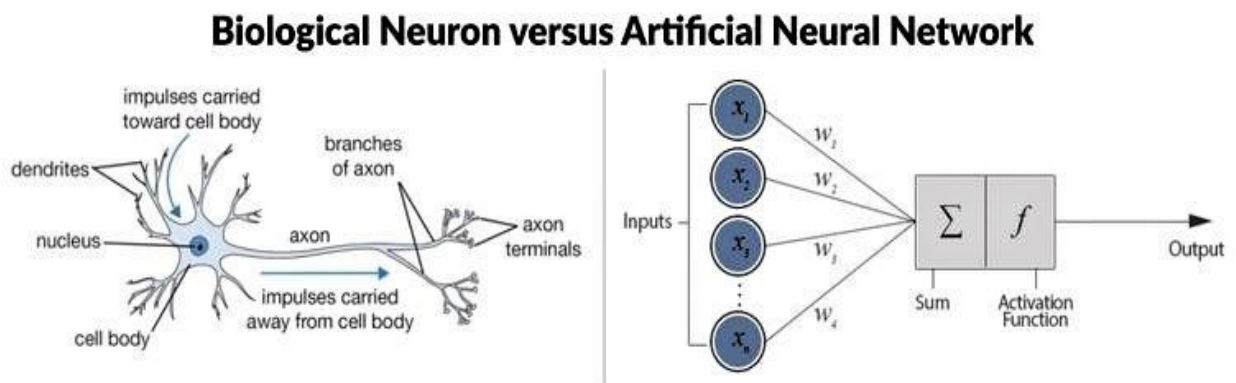 Biological Neuron versus Artificial Neural Network
impulses carried
toward cell body
dendrites
branches
of axon
nucleus
axon
axon
terminals
impulses carried
away from cell body
cell body
Inputs
x₁
x₂
x₃
xₙ
w₁
w₂
w₃
w₄
∑
f
Sum
Activation
Function
Output